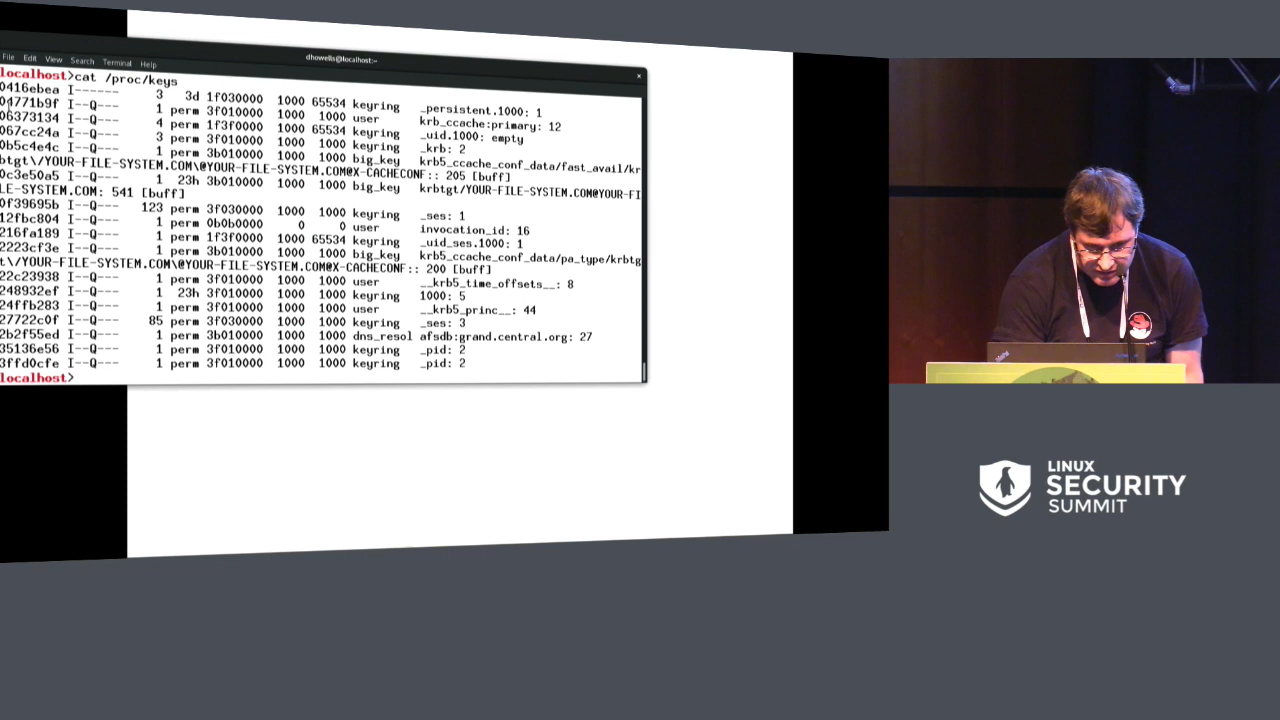 dhowells@localhost:~
File Edit View Search Terminal Help
localhost>cat /proc/keys
0416ebea I------ 3 3d 1f030000 1000 65534 keyring _persistent.1000: 1
04771b9f I--Q--- 1 perm 3f010000 1000 1000 user krb_ccache:primary: 12
06373134 I--Q--- 4 perm 1f3f0000 1000 65534 keyring _uid.1000: empty
067cc24a I--Q--- 3 perm 3f010000 1000 1000 keyring _krb: 2
0b5c4e4c I--Q--- 1 perm 3b010000 1000 1000 big_key krb5_ccache_conf_data/fast_avail/kr
btgt\/YOUR-FILE-SYSTEM.COM\@YOUR-FILE-SYSTEM.COM@X-CACHECONF:: 205 [buff]
0c3e50a5 I--Q--- 1 23h 3b010000 1000 1000 big_key krbtgt/YOUR-FILE-SYSTEM.COM@YOUR-FI
LE-SYSTEM.COM: 541 [buff]
0f39695b I--Q--- 123 perm 3f030000 1000 1000 keyring _ses: 1
12fbc804 I--Q--- 1 perm 0b0b0000 0 0 user invocation_id: 16
216fa189 I--Q--- 1 perm 1f3f0000 1000 65534 keyring _uid_ses.1000: 1
2223cf3e I--Q--- 1 perm 3b010000 1000 1000 big_key krb5_ccache_conf_data/pa_type/krbtg
t\/YOUR-FILE-SYSTEM.COM\@YOUR-FILE-SYSTEM.COM@X-CACHECONF:: 200 [buff]
22c23938 I--Q--- 1 perm 3f010000 1000 1000 user __krb5_time_offsets__: 8
248932ef I--Q--- 1 23h 3f010000 1000 1000 keyring 1000: 5
24ffb283 I--Q--- 1 perm 3f010000 1000 1000 user __krb5_princ__: 44
27722c0f I--Q--- 85 perm 3f030000 1000 1000 keyring _ses: 3
2b2f55ed I--Q--- 1 perm 3b010000 1000 1000 dns_resol afsdb:grand.central.org: 27
35136e56 I--Q--- 1 perm 3f010000 1000 1000 keyring _pid: 2
3ffd0cfe I--Q--- 1 perm 3f010000 1000 1000 keyring _pid: 2
localhost>
LINUX
SECURITY
SUMMIT